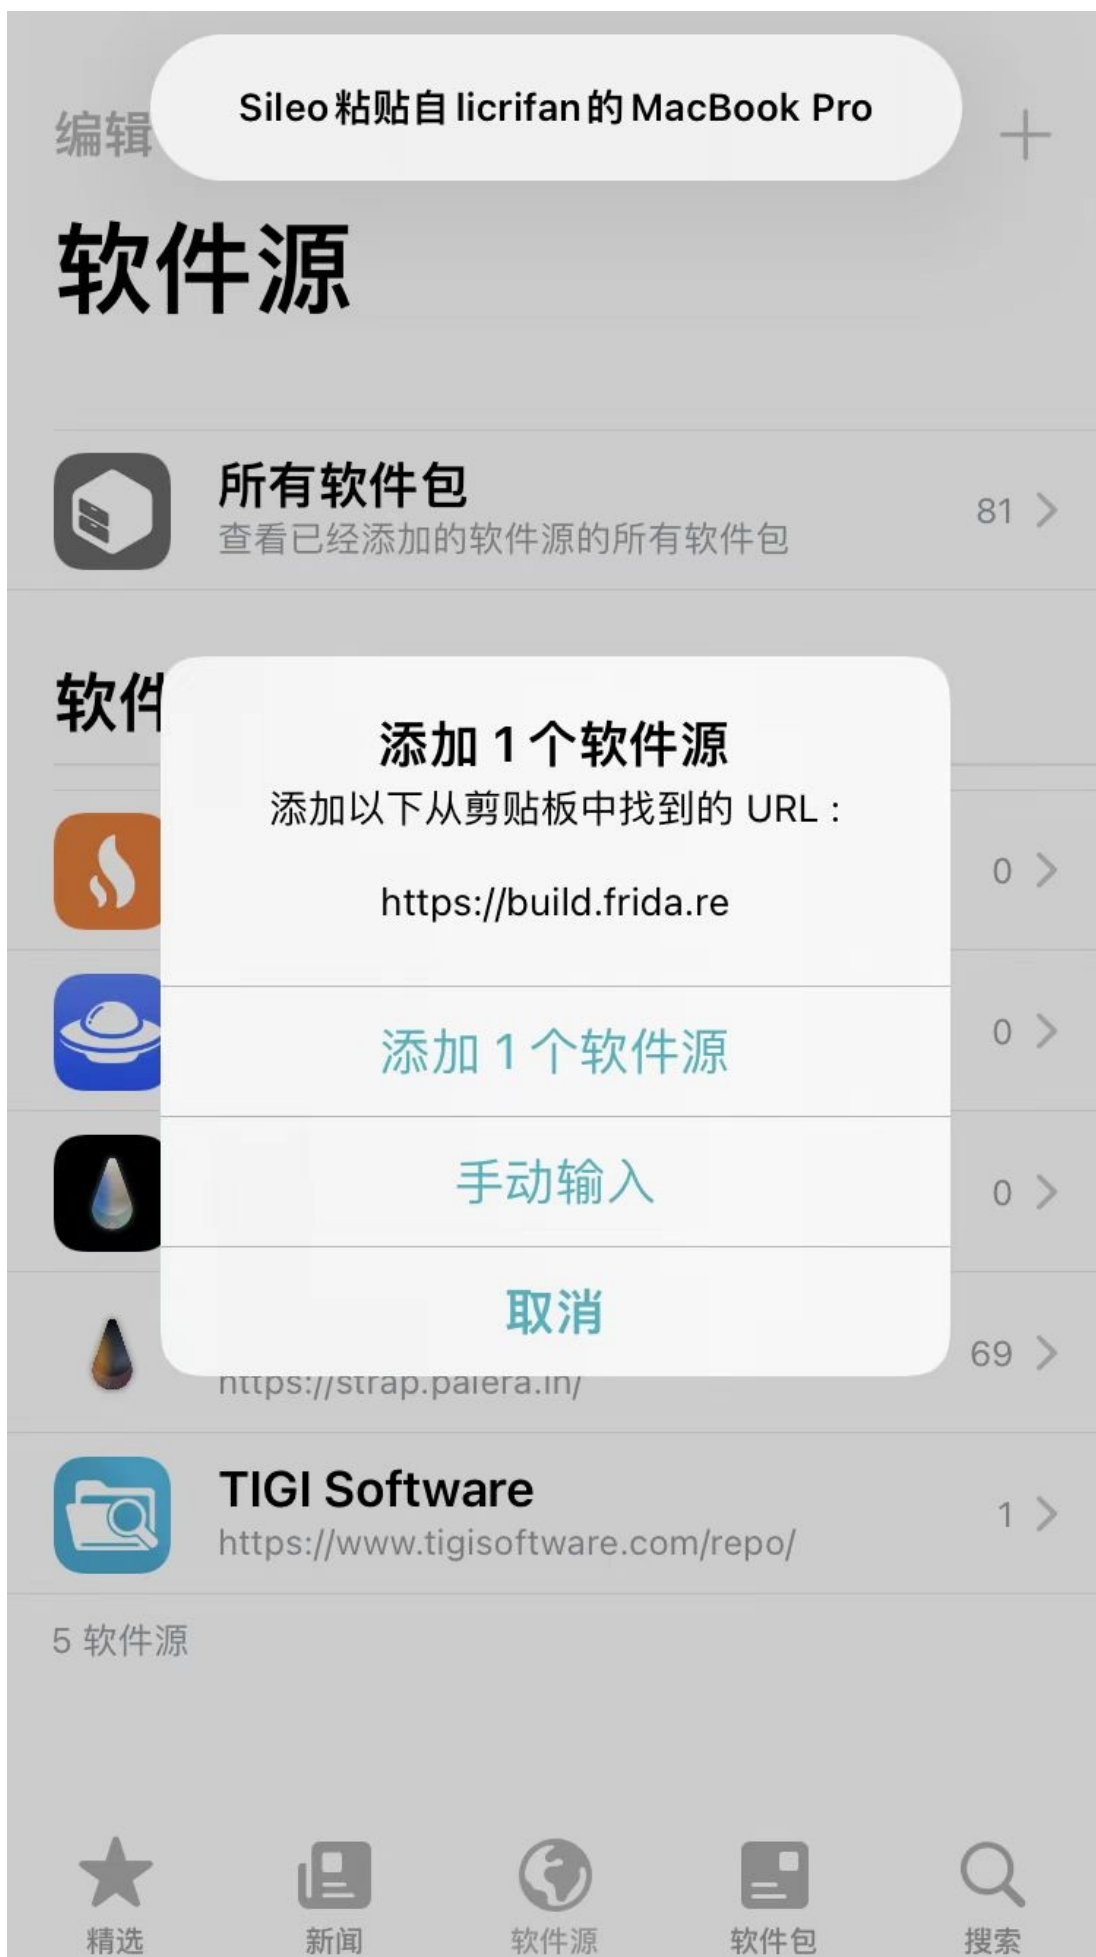 Sileo粘贴自licrifan的MacBook Pro
编辑
软件源
所有软件包
查看已经添加的软件源的所有软件包
81
软件
添加 1 个软件源
添加以下从剪贴板中找到的 URL：
https://build.frida.re
添加 1 个软件源
手动输入
取消
0
0
0
69
https://strap.palera.in/
TIGI Software
https://www.tigisoftware.com/repo/
1
5 软件源
精选
新闻
软件源
软件包
搜索